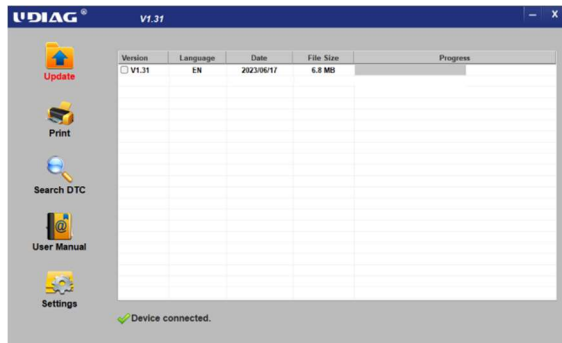 UDIAG® V1.31
— X
Version Language Date File Size Progress
V1.31 EN 2023/06/17 6.8 MB
Update
Print
Search DTC
User Manual
Settings
Device connected.